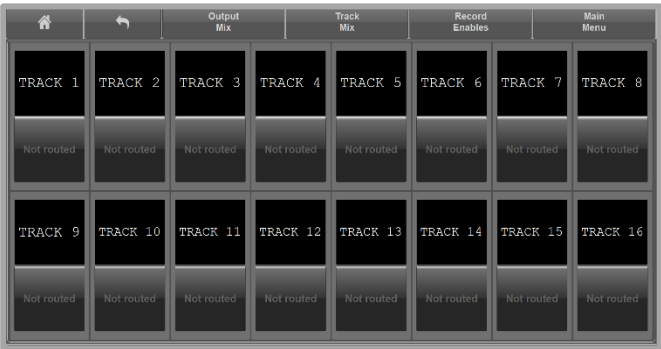 Output
Mix
Track
Mix
Record
Enables
Main
Menu
TRACK 1 TRACK 2 TRACK 3 TRACK 4 TRACK 5 TRACK 6 TRACK 7 TRACK 8
Not routed Not routed Not routed Not routed Not routed Not routed Not routed Not routed
TRACK 9 TRACK 10 TRACK 11 TRACK 12 TRACK 13 TRACK 14 TRACK 15 TRACK 16
Not routed Not routed Not routed Not routed Not routed Not routed Not routed Not routed